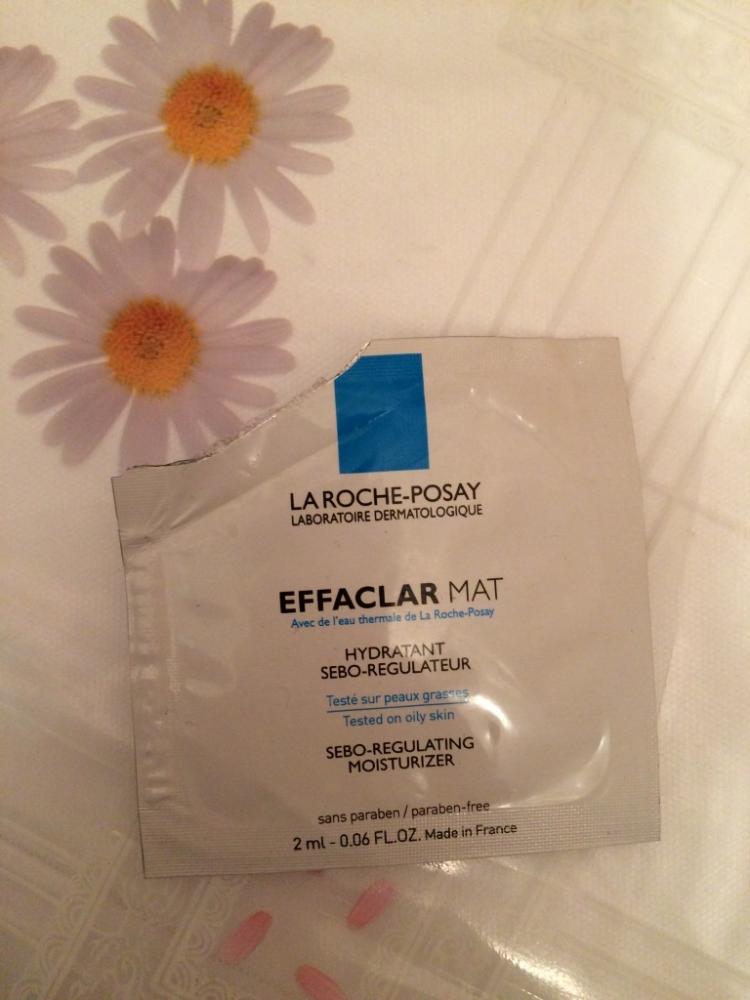 LA ROCHE-POSAY
LABORATOIRE DERMATOLOGIQUE
EFFACLAR MAT
Avec de l'eau thermale de La Roche-Posay
HYDRATANT
SEBO-REGULATEUR
Testé sur peaux grasses
Tested on oily skin
SEBO-REGULATING
MOISTURIZER
sans paraben / paraben-free
2 ml - 0.06 FL.OZ. Made in France